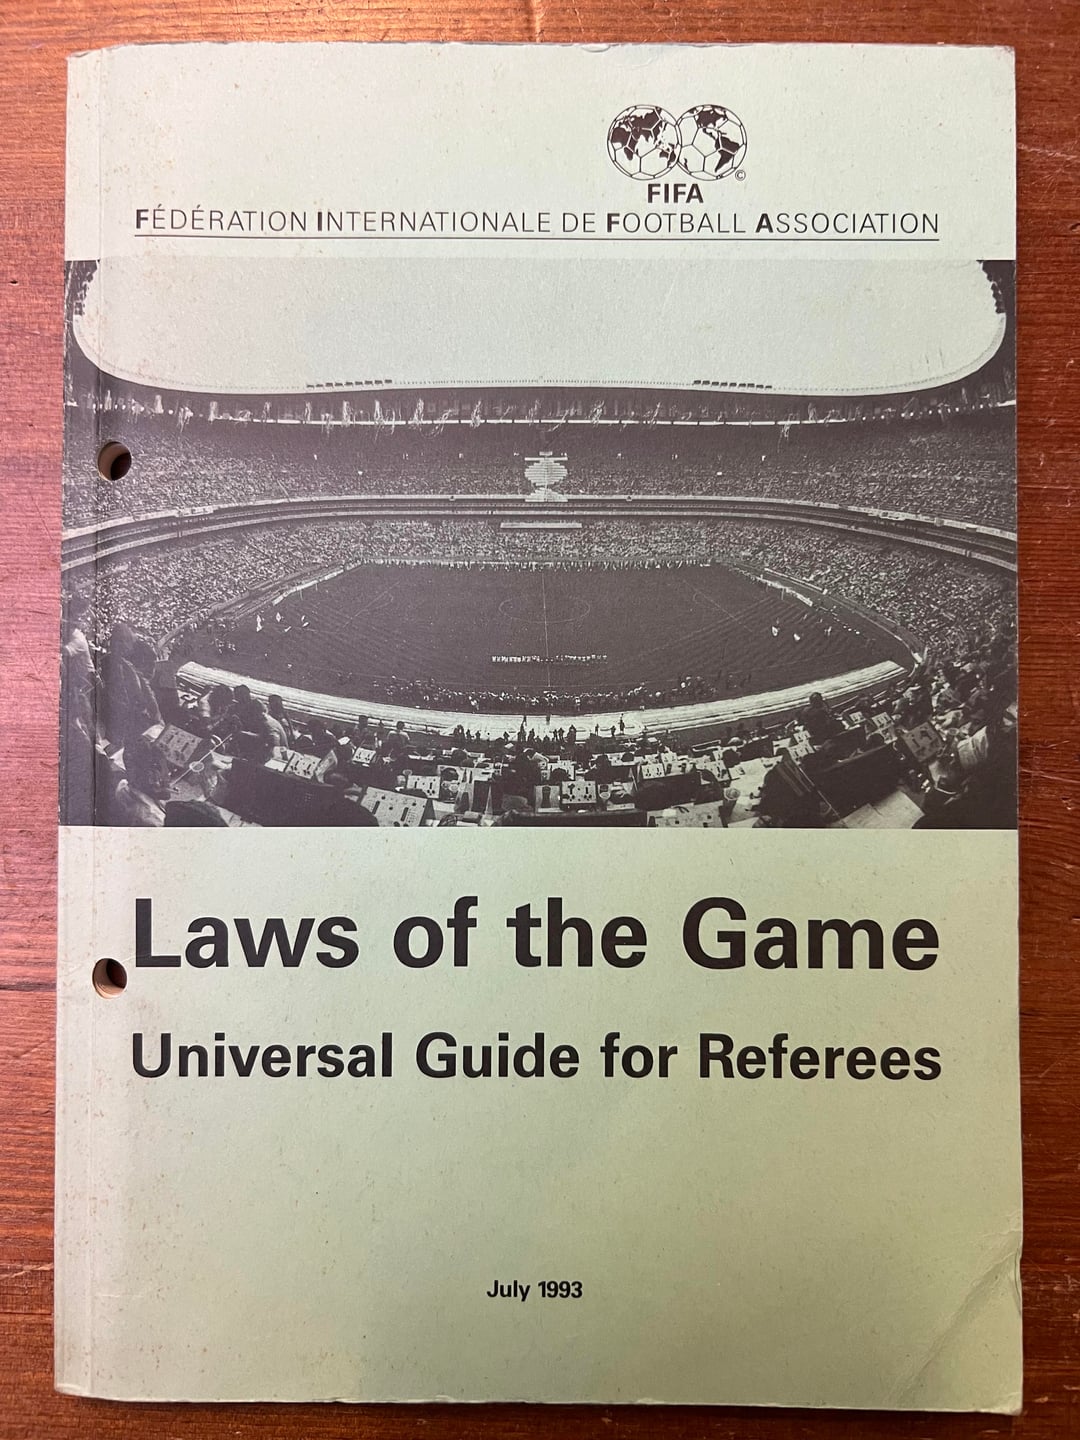 ©
FIFA
FÉDÉRATION INTERNATIONALE DE FOOTBALL ASSOCIATION
Laws of the Game
Universal Guide for Referees
July 1993